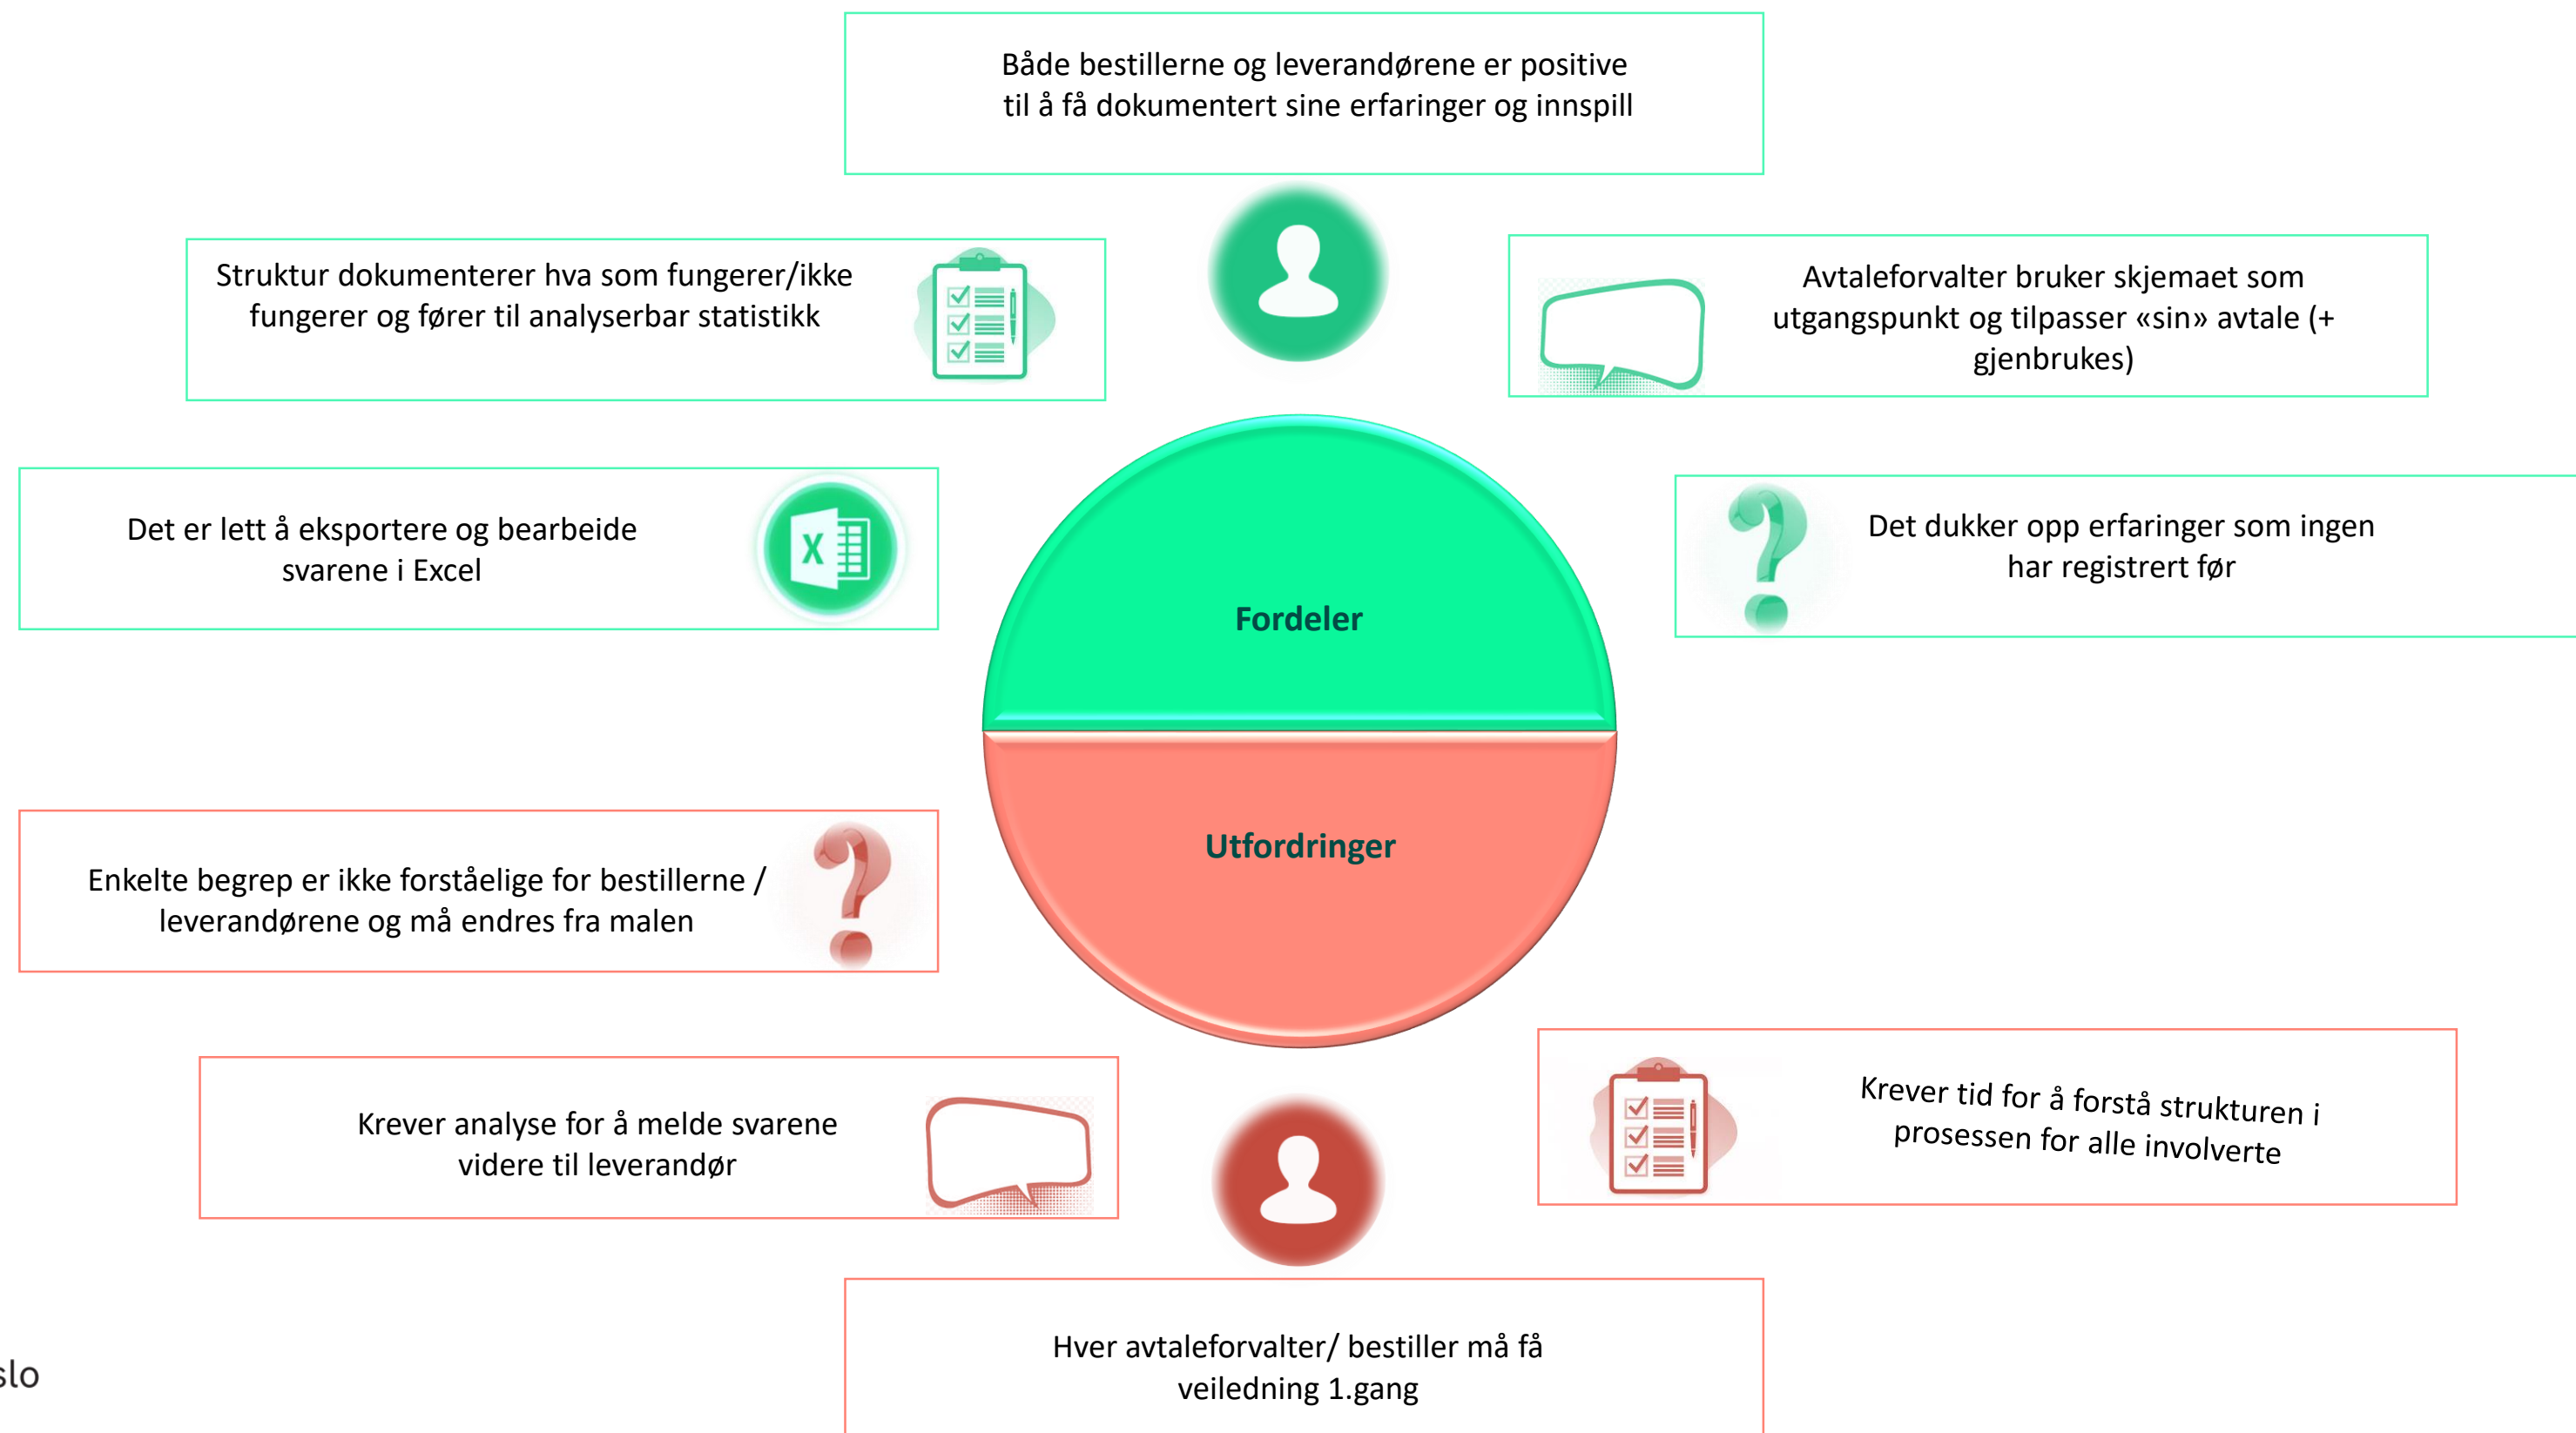 Både bestillerne og leverandørene er positive
til å få dokumentert sine erfaringer og innspill
Struktur dokumenterer hva som fungerer/ikke
fungerer og fører til analyserbar statistikk
Avtaleforvalter bruker skjemaet som
utgangspunkt og tilpasser «sin» avtale (+
gjenbrukes)
Det er lett å eksportere og bearbeide
svarene i Excel
X
Det dukker opp erfaringer som ingen
har registrert før
Fordeler
Utfordringer
Enkelte begrep er ikke forståelige for bestillerne /
leverandørene og må endres fra malen
Krever analyse for å melde svarene
videre til leverandør
Krever tid for å forstå strukturen i
prosessen for alle involverte
Hver avtaleforvalter/ bestiller må få
veiledning 1.gang
slo